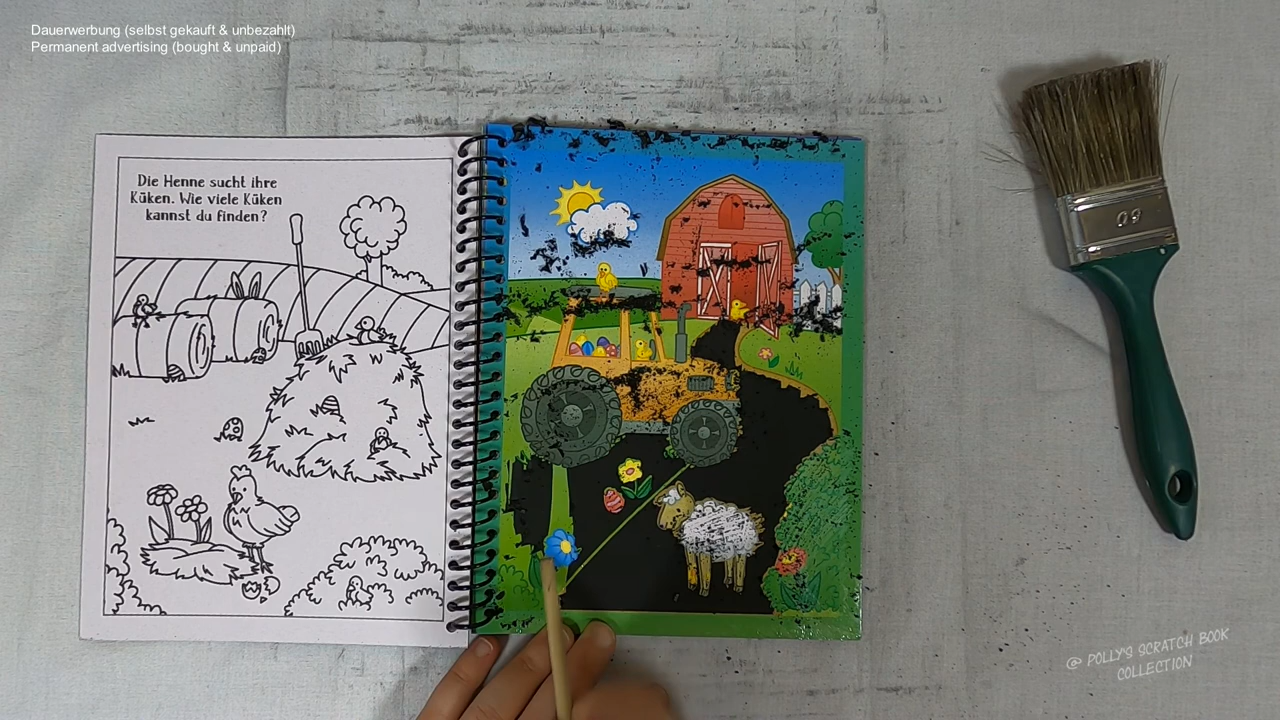 Dauerwerbung (selbst gekauft & unbezahlt)
Permanent advertising (bought & unpaid)
Die Henne sucht ihre
Küken. Wie viele Küken
kannst du finden?
60
@ POLLY'S SCRATCH BOOK
COLLECTION